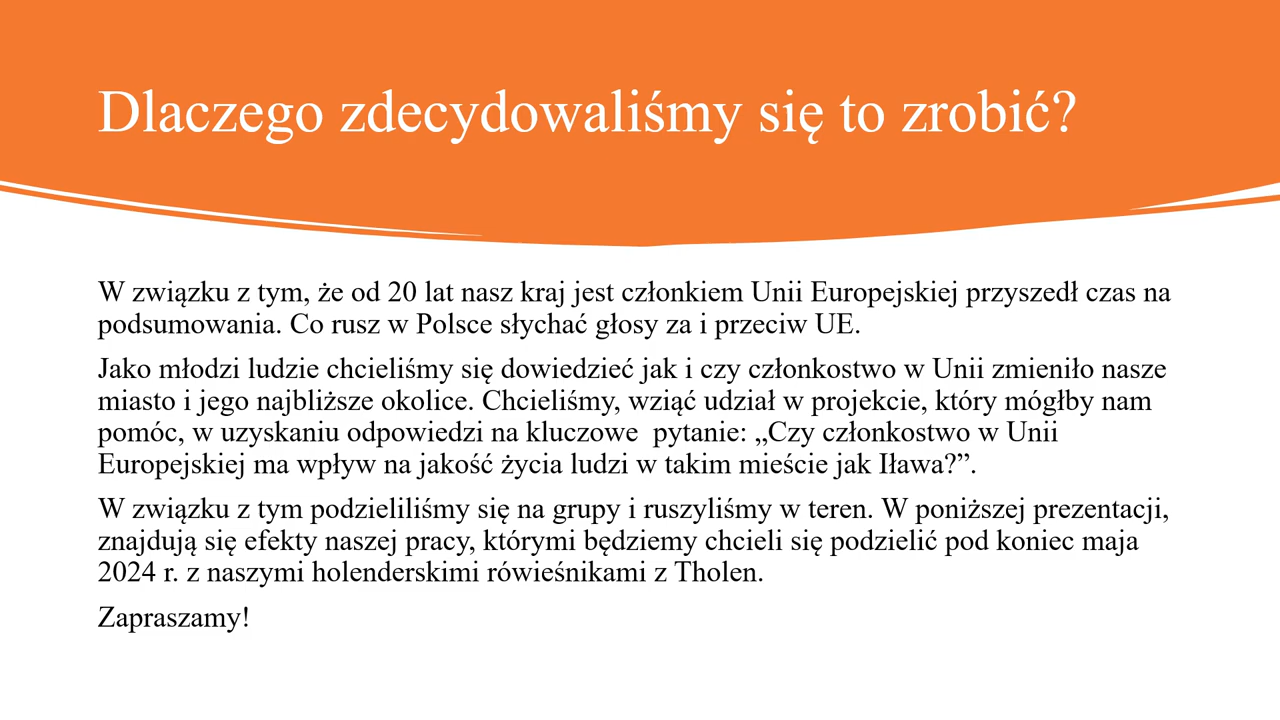 Dlaczego zdecydowaliśmy się to zrobić?
W związku z tym, że od 20 lat nasz kraj jest członkiem Unii Europejskiej przyszedł czas na
podsumowania. Co rusz w Polsce słychać głosy za i przeciw UE.
Jako młodzi ludzie chcieliśmy się dowiedzieć jak i czy członkostwo w Unii zmieniło nasze
miasto i jego najbliższe okolice. Chcieliśmy, wziąć udział w projekcie, który mógłby nam
pomóc, w uzyskaniu odpowiedzi na kluczowe  pytanie: „Czy członkostwo w Unii
Europejskiej ma wpływ na jakość życia ludzi w takim mieście jak Iława?”.
W związku z tym podzieliliśmy się na grupy i ruszyliśmy w teren. W poniższej prezentacji,
znajdują się efekty naszej pracy, którymi będziemy chcieli się podzielić pod koniec maja
2024 r. z naszymi holenderskimi rówieśnikami z Tholen.
Zapraszamy!